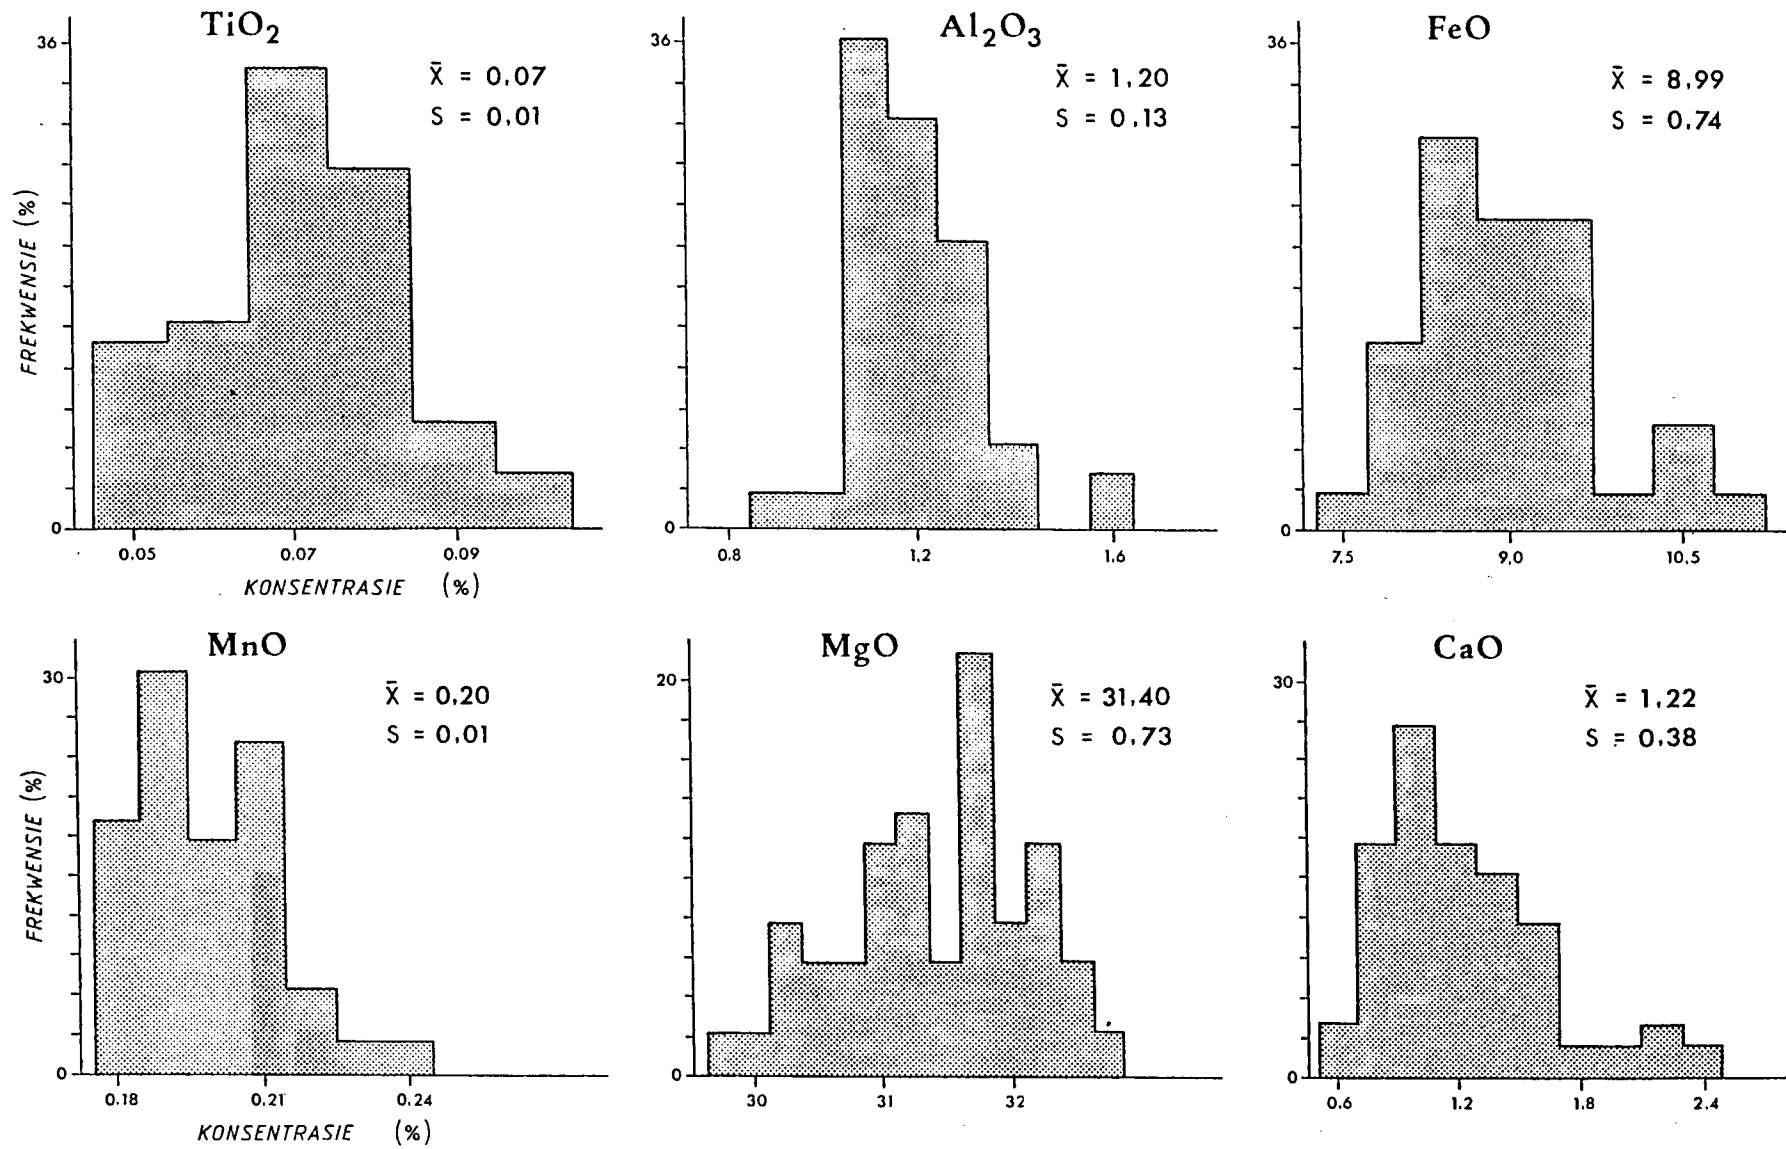 TiO2
36
X̄ = 0,07
S = 0,01
FREKWENSIE (%)
0
0.05 0.07 0.09
KONSENTRASIE (%)
Al2O3
36
X̄ = 1,20
S = 0,13
0
0.8 1.2 1.6
FeO
36
X̄ = 8,99
S = 0,74
0
7.5 9.0 10.5
MnO
30
X̄ = 0,20
S = 0,01
FREKWENSIE (%)
0
0.18 0.21 0.24
KONSENTRASIE (%)
MgO
20
X̄ = 31,40
S = 0,73
0
30 31 32
CaO
30
X̄ = 1,22
S = 0,38
0
0.6 1.2 1.8 2.4